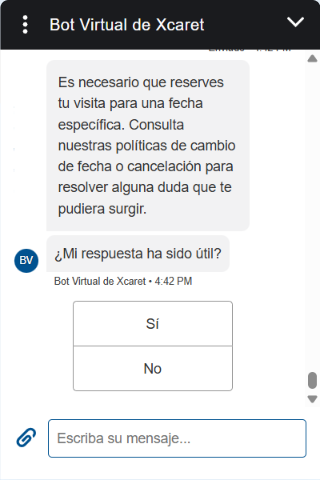 Bot Virtual de Xcaret
Es necesario que reserves
tu visita para una fecha
específica. Consulta
nuestras políticas de cambio
de fecha o cancelación para
resolver alguna duda que te
pudiera surgir.
¿Mi respuesta ha sido útil?
BV
Bot Virtual de Xcaret • 4:42 PM
Sí
No
Escriba su mensaje...